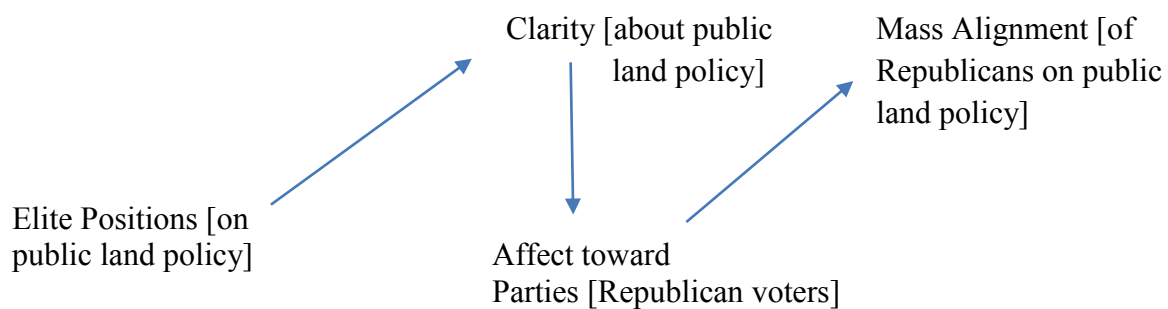 Clarity [about public
land policy]
Mass Alignment [of
Republicans on public
land policy]
Elite Positions [on
public land policy]
Affect toward
Parties [Republican voters]